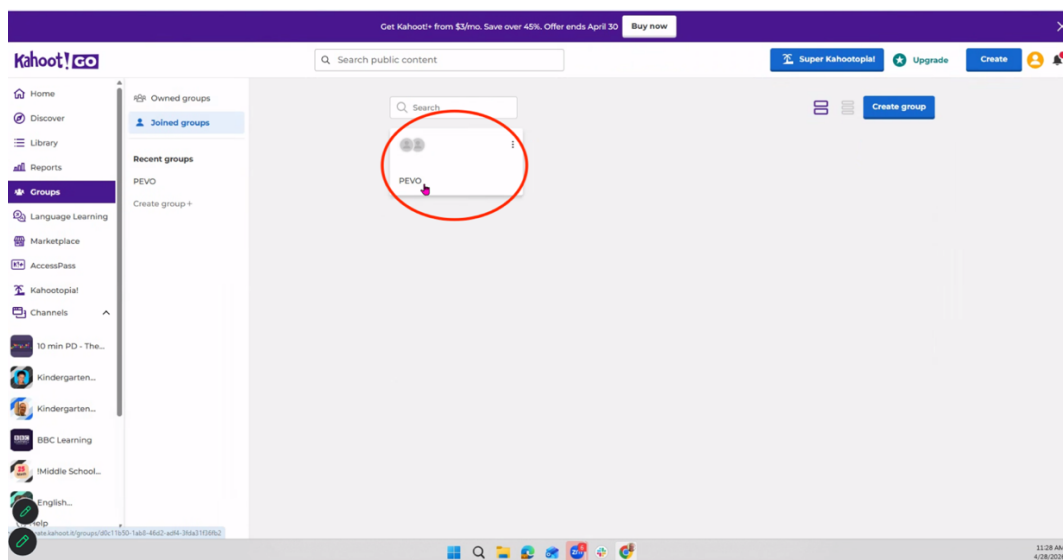 Get Kahoot!+ from $3/mo. Save over 45%. Offer ends April 30 Buy now
Kahoot! GO
Search public content
Super Kahootopia!
Upgrade
Create
Home
Discover
Library
Reports
Groups
Language Learning
Marketplace
AccessPass
Kahootopia!
Channels
10 min PD - The...
Kindergarten...
Kindergarten...
BBC Learning
!Middle School...
English...
Owned groups
Joined groups
Recent groups
PEVO
Create group +
Search
PEVO
Create group
11:28 AM